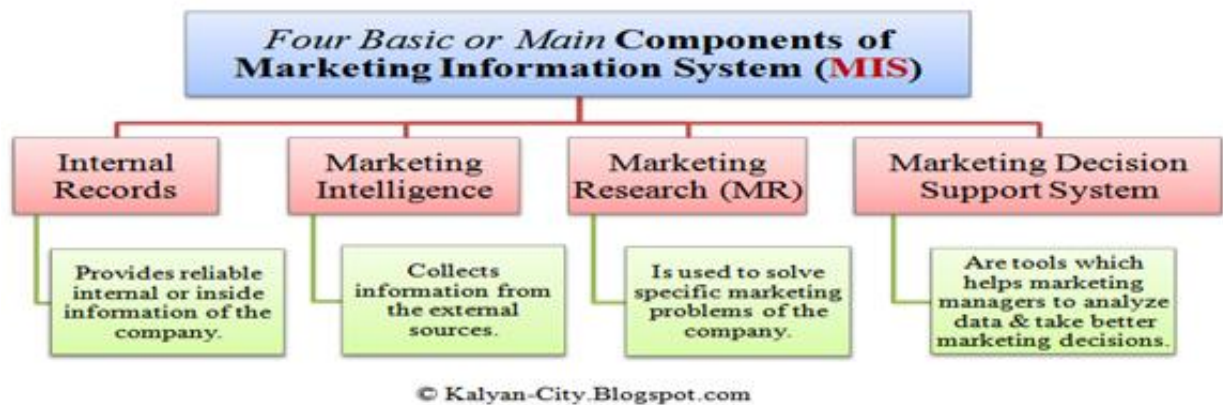 Four Basic or Main Components of
Marketing Information System (MIS)
Internal
Records
Marketing
Intelligence
Marketing
Research (MR)
Marketing Decision
Support System
Provides reliable
internal or inside
information of the
company.
Collects
information from
the external
sources.
Is used to solve
specific marketing
problems of the
company.
Are tools which
helps marketing
managers to analyze
data & take better
marketing decisions.
© Kalyan-City.Blogspot.com